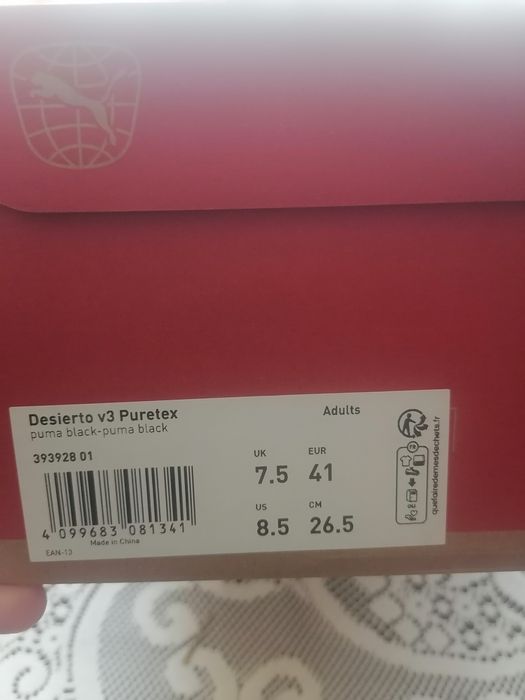 Desierto v3 Puretex
puma black-puma black
Adults
393928 01
UK
7.5
EUR
41
US
8.5
CM
26.5
4 099683 081341
Made in China
EAN-13
FR
quefairedemesdechets.fr